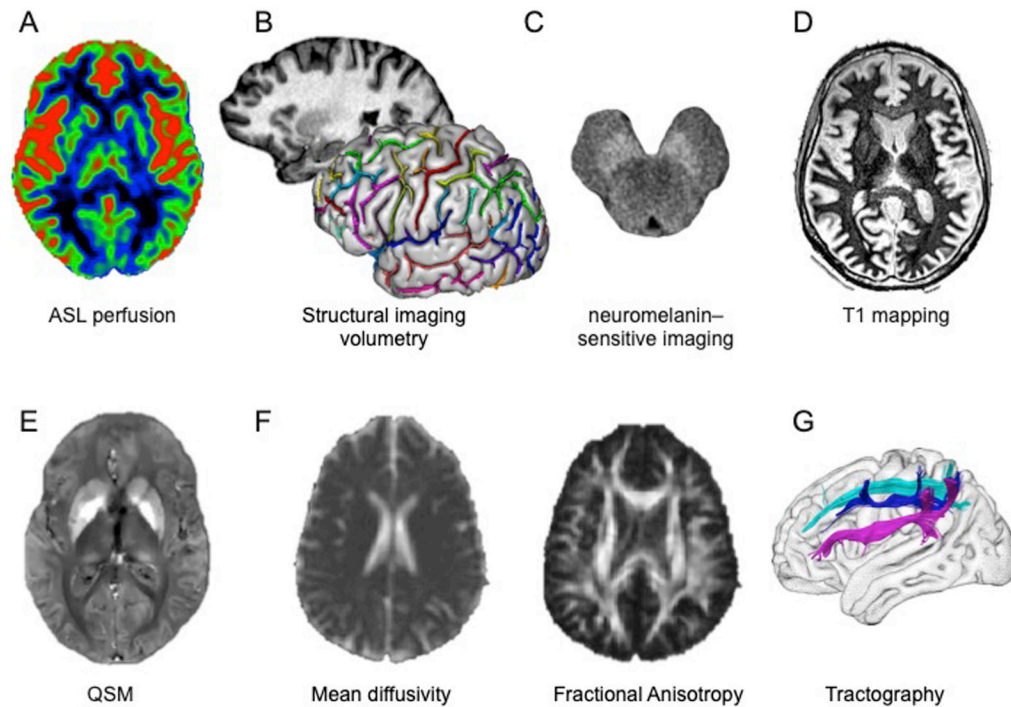 A
B
C
D
ASL perfusion
Structural imaging
volumetry
neuromelanin–
sensitive imaging
T1 mapping
E
F
G
QSM
Mean diffusivity
Fractional Anisotropy
Tractography